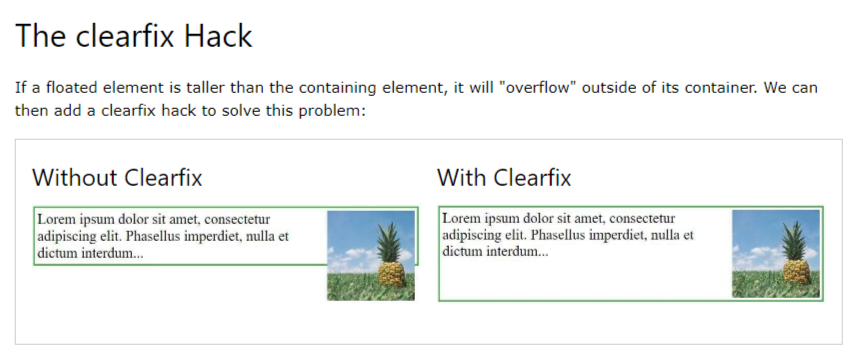 The clearfix Hack
If a floated element is taller than the containing element, it will "overflow" outside of its container. We can
then add a clearfix hack to solve this problem:
Without Clearfix
Lorem ipsum dolor sit amet, consectetur
adipiscing elit. Phasellus imperdiet, nulla et
dictum interdum...
With Clearfix
Lorem ipsum dolor sit amet, consectetur
adipiscing elit. Phasellus imperdiet, nulla et
dictum interdum...